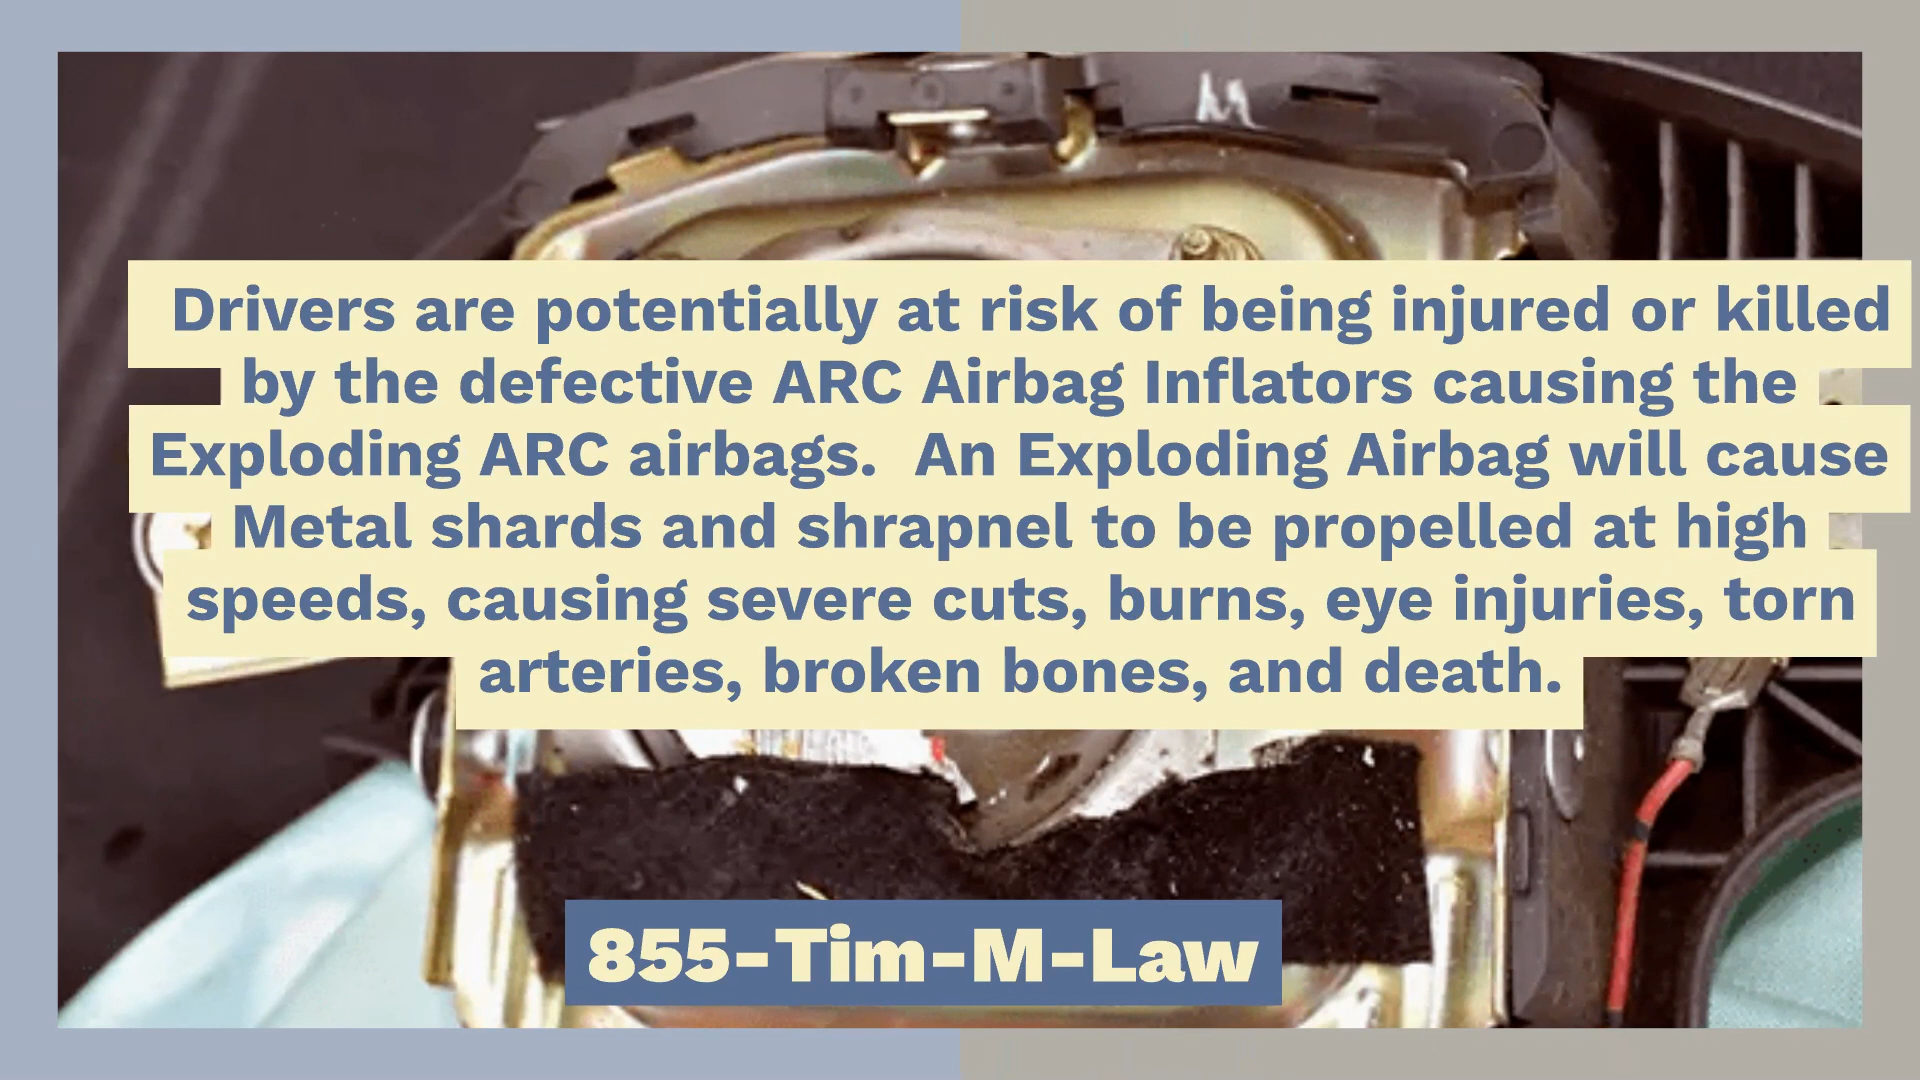 M
Drivers are potentially at risk of being injured or killed
by the defective ARC Airbag Inflators causing the
Exploding ARC airbags.  An Exploding Airbag will cause
Metal shards and shrapnel to be propelled at high
speeds, causing severe cuts, burns, eye injuries, torn
arteries, broken bones, and death.
855-Tim-M-Law